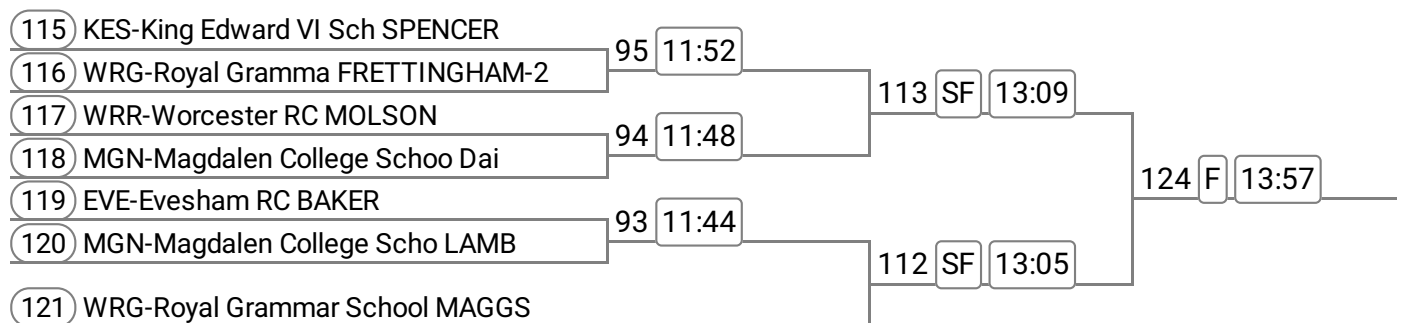 115 KES-King Edward VI Sch SPENCER
95 11:52
116 WRG-Royal Gramma FRETTINGHAM-2
113 SF 13:09
117 WRR-Worcester RC MOLSON
94 11:48
118 MGN-Magdalen College Schoo Dai
124 F 13:57
119 EVE-Evesham RC BAKER
93 11:44
120 MGN-Magdalen College Scho LAMB
112 SF 13:05
121 WRG-Royal Grammar School MAGGS